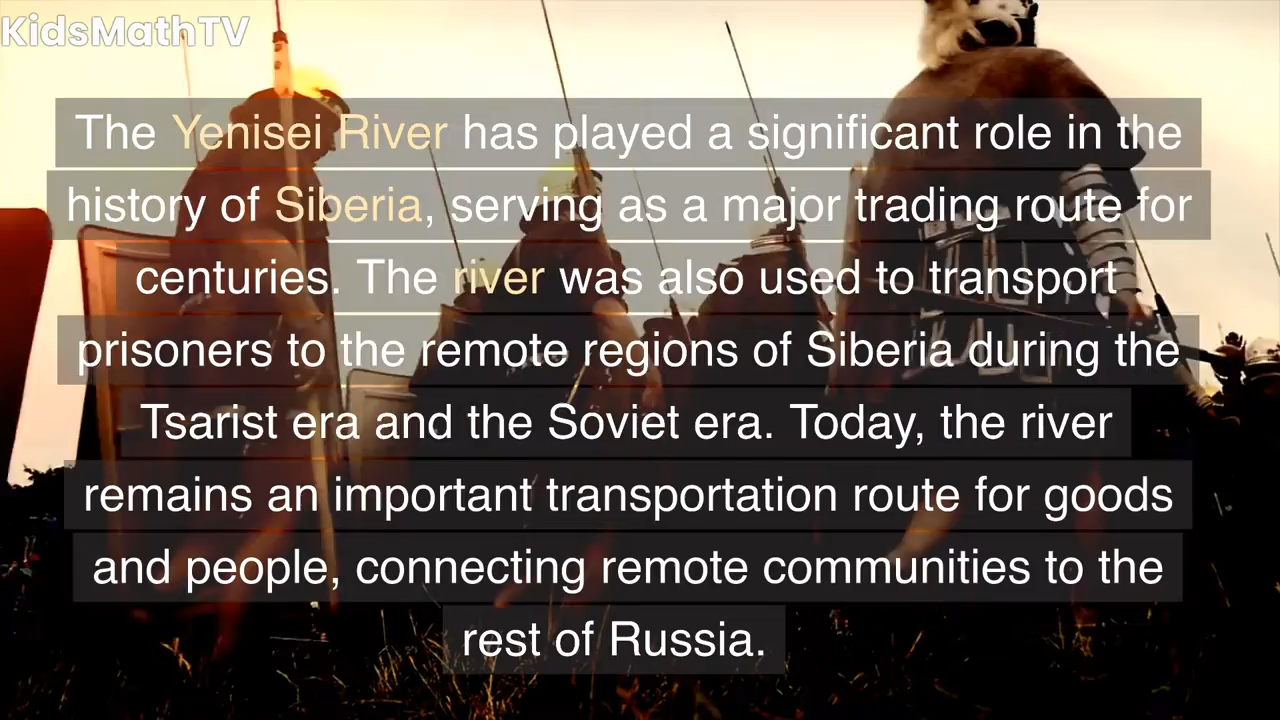 KidsMathTV
The Yenisei River has played a significant role in the
history of Siberia, serving as a major trading route for
centuries. The river was also used to transport
prisoners to the remote regions of Siberia during the
Tsarist era and the Soviet era. Today, the river
remains an important transportation route for goods
and people, connecting remote communities to the
rest of Russia.